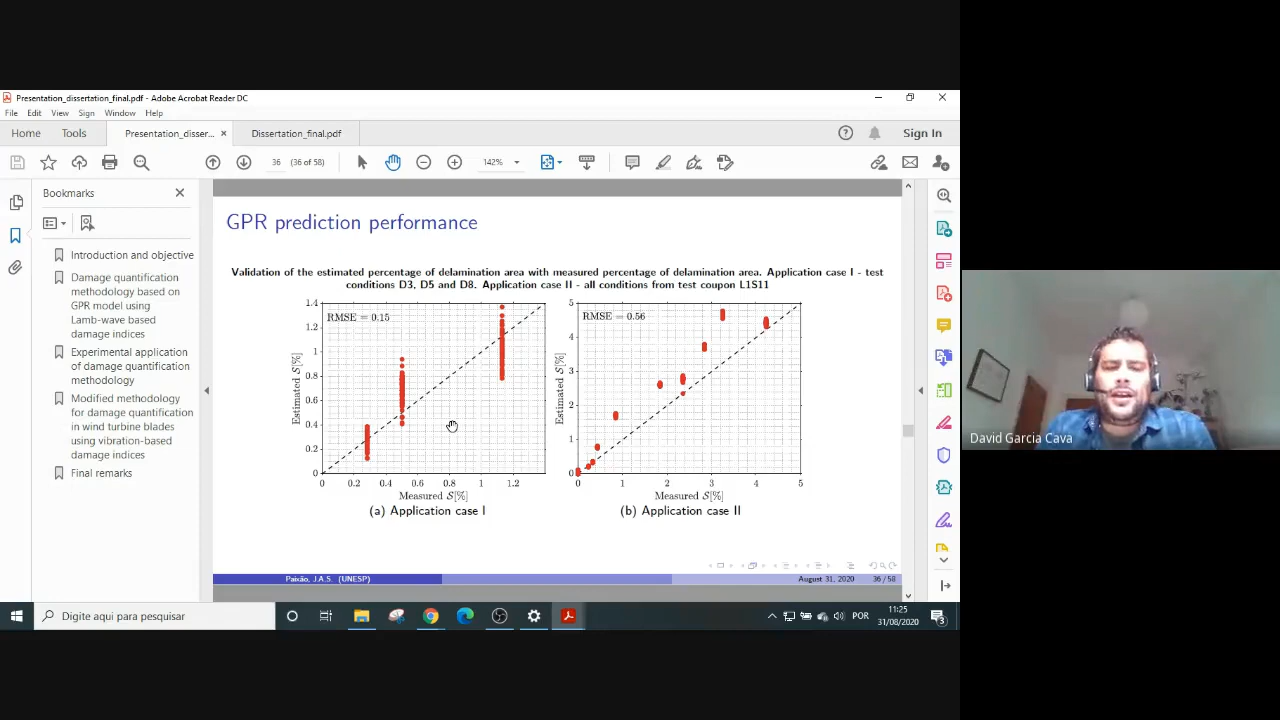 Presentation_dissertation_final.pdf - Adobe Acrobat Reader DC
File Edit View Sign Window Help
Home Tools Presentation_disser... × Dissertation_final.pdf Sign In
36 (36 of 58) 142%
Bookmarks
Introduction and objective
Damage quantification
methodology based on
GPR model using
Lamb-wave based
damage indices
Experimental application
of damage quantification
methodology
Modified methodology
for damage quantification
in wind turbine blades
using vibration-based
damage indices
Final remarks
GPR prediction performance
Validation of the estimated percentage of delamination area with measured percentage of delamination area. Application case I - test
conditions D3, D5 and D8. Application case II - all conditions from test coupon L1S11
RMSE = 0.15
1.4
1.2
1
0.8
0.6
0.4
0.2
0
Estimated S[%]
0 0.2 0.4 0.6 0.8 1 1.2
Measured S[%]
(a) Application case I
RMSE = 0.56
5
4
3
2
1
0
Estimated S[%]
0 1 2 3 4 5
Measured S[%]
(b) Application case II
Paixão, J.A.S. (UNESP) August 31, 2020 36 / 58
David Garcia Cava
Digite aqui para pesquisar
POR
11:25
31/08/2020
3